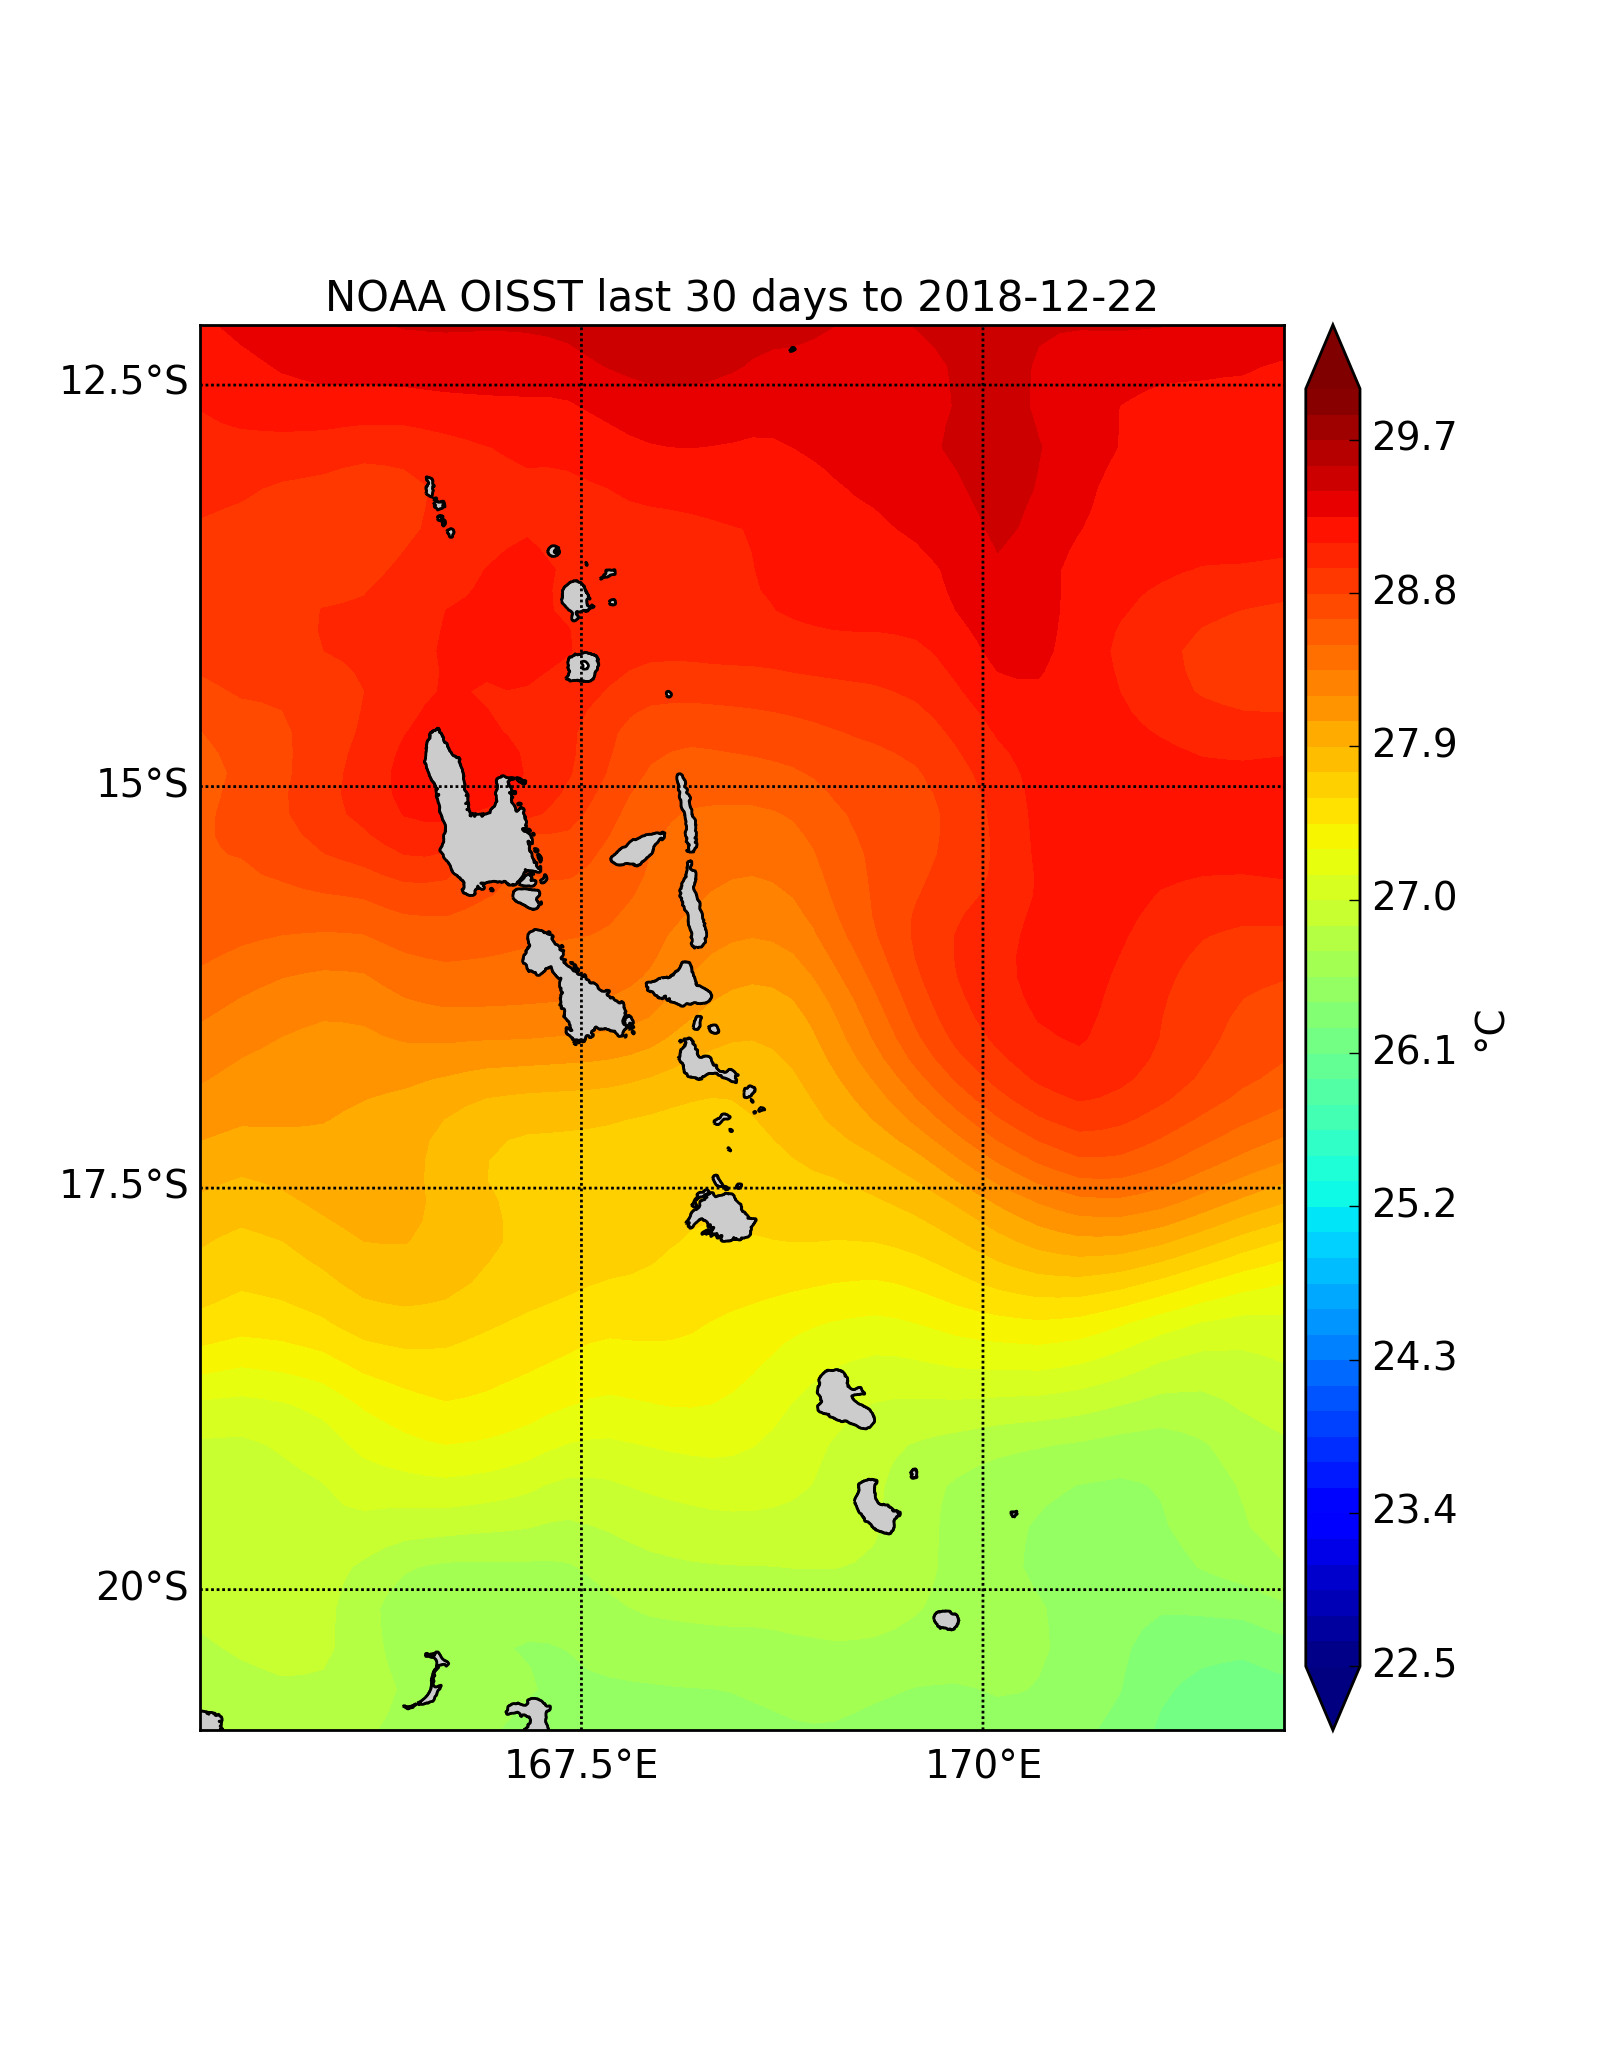 NOAA OISST last 30 days to 2018-12-22
12.5°S
15°S
17.5°S
20°S
167.5°E
170°E
29.7
28.8
27.9
27.0
26.1
25.2
24.3
23.4
22.5
°C